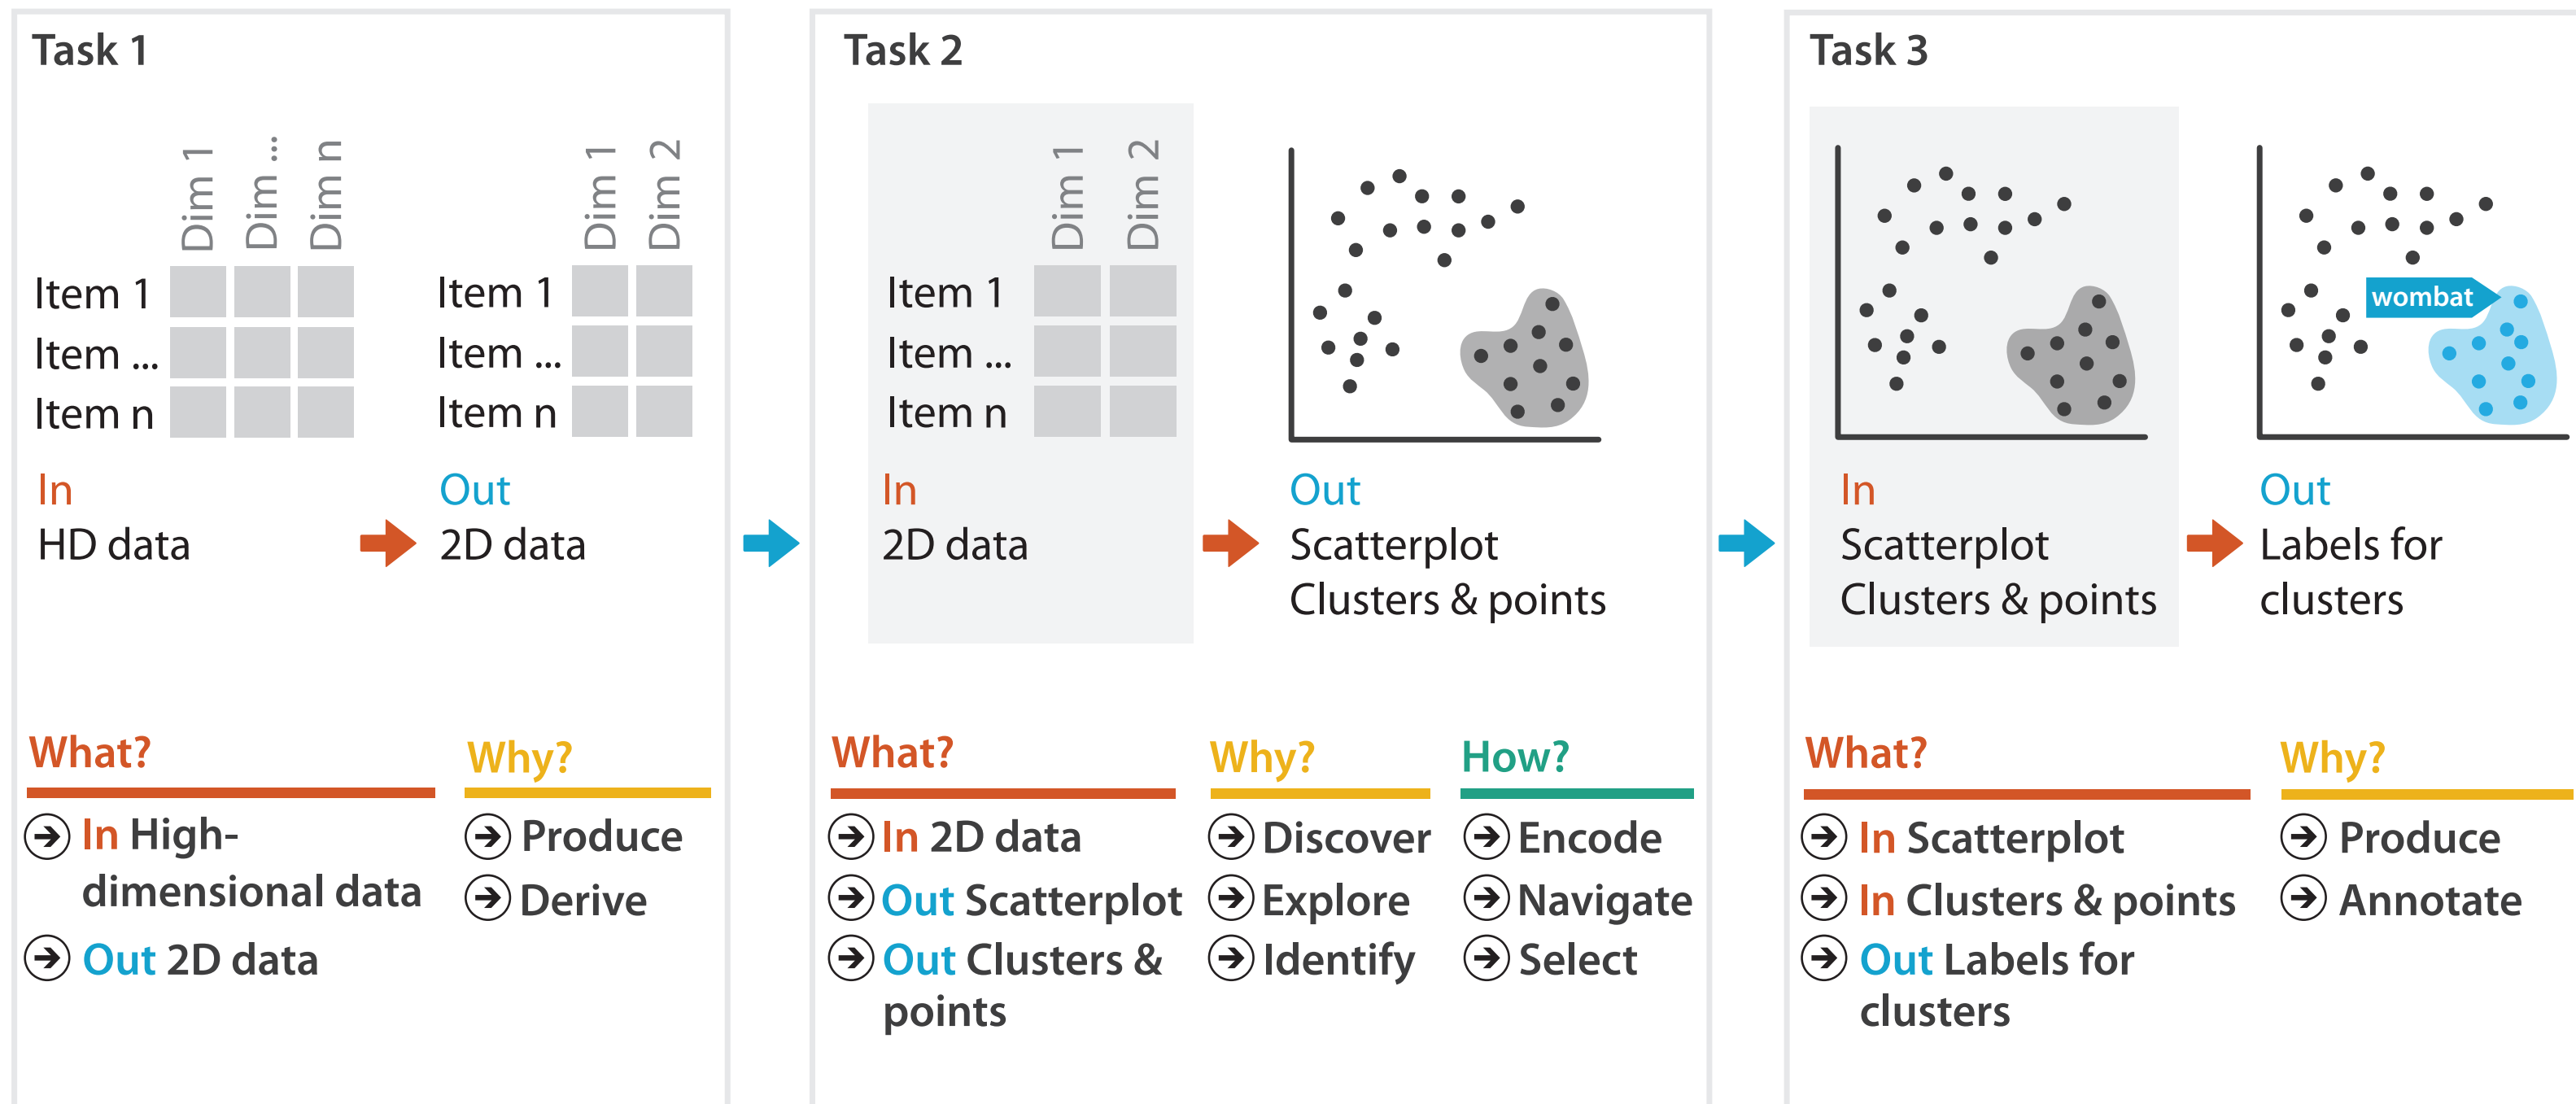 Task 1
Dim 1
Dim ...
Dim n
Item 1
Item ...
Item n
In
HD data
Dim 1
Dim 2
Item 1
Item ...
Item n
Out
2D data
What?
In High-
dimensional data
Out 2D data
Why?
Produce
Derive
Task 2
Dim 1
Dim 2
Item 1
Item ...
Item n
In
2D data
Out
Scatterplot
Clusters & points
What?
In 2D data
Out Scatterplot
Out Clusters &
points
Why?
Discover
Explore
Identify
How?
Encode
Navigate
Select
Task 3
In
Scatterplot
Clusters & points
wombat
Out
Labels for
clusters
What?
In Scatterplot
In Clusters & points
Out Labels for
clusters
Why?
Produce
Annotate